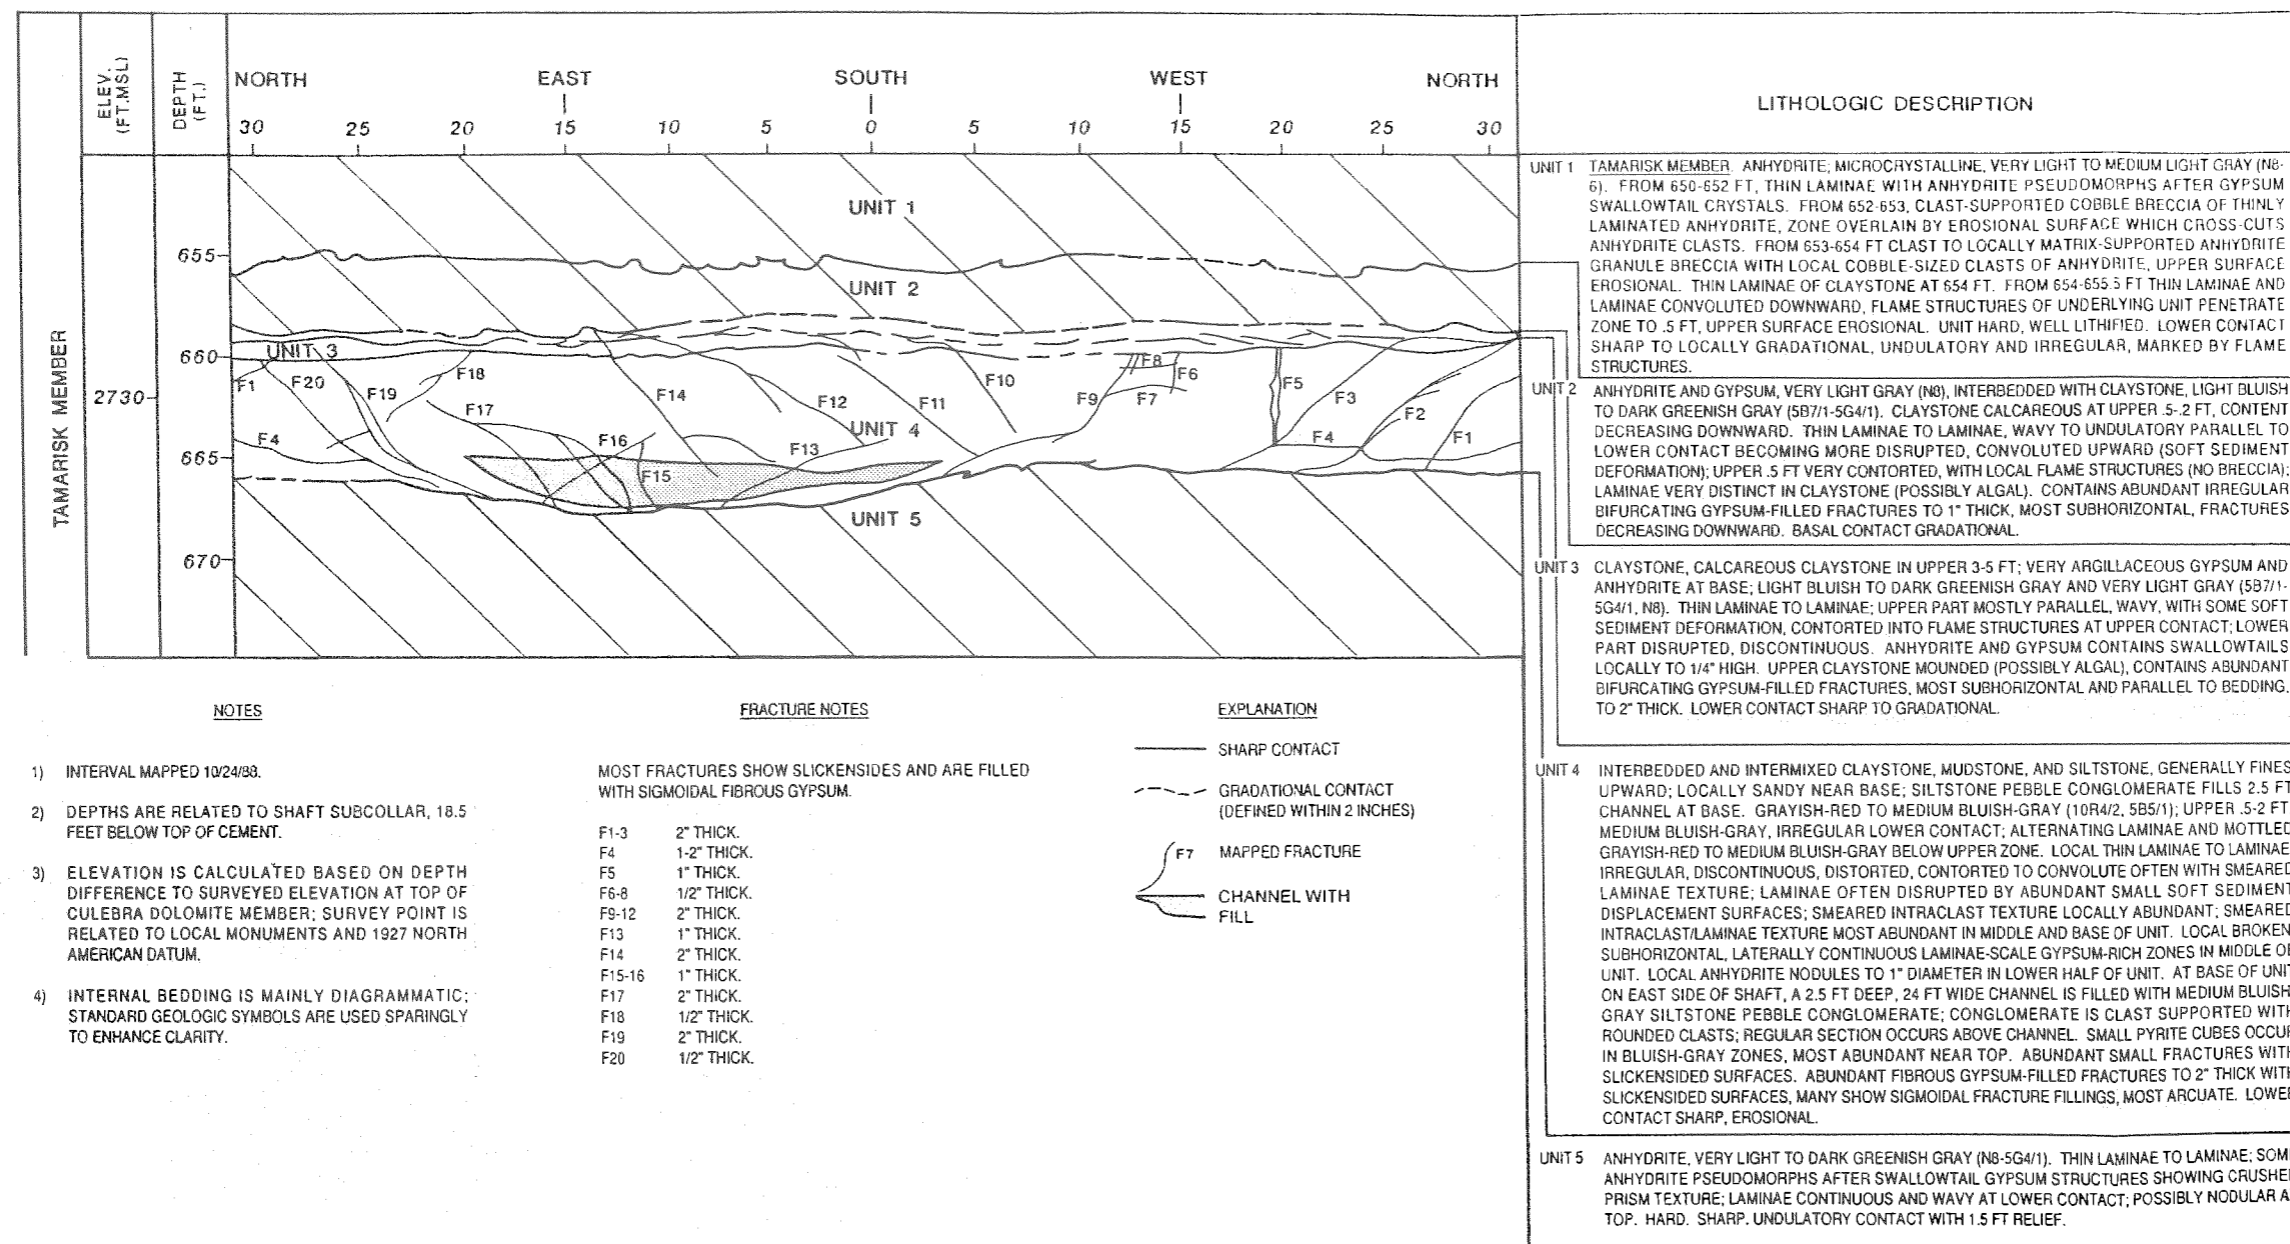 ELEV.
(FT.MSL)
DEPTH
(FT.)
NORTH EAST SOUTH WEST NORTH
30 25 20 15 10 5 0 5 10 15 20 25 30
LITHOLOGIC DESCRIPTION
TAMARISK MEMBER
655
660
2730
665
670
UNIT 1
UNIT 2
UNIT 3
UNIT 4
UNIT 5
F1
F20
F19
F18
F17
F4
F16
F15
F14
F13
F12
F11
F10
F9
F8
F7
F6
F5
F3
F4
F2
F1
UNIT 1 TAMARISK MEMBER. ANHYDRITE; MICROCRYSTALLINE, VERY LIGHT TO MEDIUM LIGHT GRAY (N8-
6). FROM 650-652 FT, THIN LAMINAE WITH ANHYDRITE PSEUDOMORPHS AFTER GYPSUM
SWALLOWTAIL CRYSTALS. FROM 652-653, CLAST-SUPPORTED COBBLE BRECCIA OF THINLY
LAMINATED ANHYDRITE, ZONE OVERLAIN BY EROSIONAL SURFACE WHICH CROSS-CUTS
ANHYDRITE CLASTS. FROM 653-654 FT CLAST TO LOCALLY MATRIX-SUPPORTED ANHYDRITE
GRANULE BRECCIA WITH LOCAL COBBLE-SIZED CLASTS OF ANHYDRITE, UPPER SURFACE
EROSIONAL. THIN LAMINAE OF CLAYSTONE AT 654 FT. FROM 654-655.5 FT THIN LAMINAE AND
LAMINAE CONVOLUTED DOWNWARD, FLAME STRUCTURES OF UNDERLYING UNIT PENETRATE
ZONE TO .5 FT, UPPER SURFACE EROSIONAL. UNIT HARD, WELL LITHIFIED. LOWER CONTACT
SHARP TO LOCALLY GRADATIONAL, UNDULATORY AND IRREGULAR, MARKED BY FLAME
STRUCTURES.
UNIT 2 ANHYDRITE AND GYPSUM, VERY LIGHT GRAY (N8), INTERBEDDED WITH CLAYSTONE, LIGHT BLUISH
TO DARK GREENISH GRAY (5B7/1-5G4/1). CLAYSTONE CALCAREOUS AT UPPER .5-.2 FT, CONTENT
DECREASING DOWNWARD. THIN LAMINAE TO LAMINAE, WAVY TO UNDULATORY PARALLEL TO
LOWER CONTACT BECOMING MORE DISRUPTED, CONVOLUTED UPWARD (SOFT SEDIMENT
DEFORMATION); UPPER .5 FT VERY CONTORTED, WITH LOCAL FLAME STRUCTURES (NO BRECCIA);
LAMINAE VERY DISTINCT IN CLAYSTONE (POSSIBLY ALGAL). CONTAINS ABUNDANT IRREGULAR
BIFURCATING GYPSUM-FILLED FRACTURES TO 1" THICK, MOST SUBHORIZONTAL, FRACTURES
DECREASING DOWNWARD. BASAL CONTACT GRADATIONAL.
UNIT 3 CLAYSTONE, CALCAREOUS CLAYSTONE IN UPPER 3-5 FT; VERY ARGILLACEOUS GYPSUM AND
ANHYDRITE AT BASE; LIGHT BLUISH TO DARK GREENISH GRAY AND VERY LIGHT GRAY (5B7/1-
5G4/1, N8). THIN LAMINAE TO LAMINAE; UPPER PART MOSTLY PARALLEL, WAVY, WITH SOME SOFT
SEDIMENT DEFORMATION, CONTORTED INTO FLAME STRUCTURES AT UPPER CONTACT; LOWER
PART DISRUPTED, DISCONTINUOUS. ANHYDRITE AND GYPSUM CONTAINS SWALLOWTAILS
LOCALLY TO 1/4" HIGH. UPPER CLAYSTONE MOUNDED (POSSIBLY ALGAL), CONTAINS ABUNDANT
BIFURCATING GYPSUM-FILLED FRACTURES, MOST SUBHORIZONTAL AND PARALLEL TO BEDDING,
TO 2" THICK. LOWER CONTACT SHARP TO GRADATIONAL.
UNIT 4 INTERBEDDED AND INTERMIXED CLAYSTONE, MUDSTONE, AND SILTSTONE, GENERALLY FINES
UPWARD; LOCALLY SANDY NEAR BASE; SILTSTONE PEBBLE CONGLOMERATE FILLS 2.5 FT
CHANNEL AT BASE. GRAYISH-RED TO MEDIUM BLUISH-GRAY (10R4/2, 5B5/1); UPPER .5-2 FT
MEDIUM BLUISH-GRAY, IRREGULAR LOWER CONTACT; ALTERNATING LAMINAE AND MOTTLED
GRAYISH-RED TO MEDIUM BLUISH-GRAY BELOW UPPER ZONE. LOCAL THIN LAMINAE TO LAMINAE
IRREGULAR, DISCONTINUOUS, DISTORTED, CONTORTED TO CONVOLUTE OFTEN WITH SMEARED
LAMINAE TEXTURE; LAMINAE OFTEN DISRUPTED BY ABUNDANT SMALL SOFT SEDIMENT
DISPLACEMENT SURFACES; SMEARED INTRACLAST TEXTURE LOCALLY ABUNDANT; SMEARED
INTRACLAST/LAMINAE TEXTURE MOST ABUNDANT IN MIDDLE AND BASE OF UNIT. LOCAL BROKEN
SUBHORIZONTAL, LATERALLY CONTINUOUS LAMINAE-SCALE GYPSUM-RICH ZONES IN MIDDLE OF
UNIT. LOCAL ANHYDRITE NODULES TO 1" DIAMETER IN LOWER HALF OF UNIT. AT BASE OF UNIT
ON EAST SIDE OF SHAFT, A 2.5 FT DEEP, 24 FT WIDE CHANNEL IS FILLED WITH MEDIUM BLUISH
GRAY SILTSTONE PEBBLE CONGLOMERATE; CONGLOMERATE IS CLAST SUPPORTED WITH
ROUNDED CLASTS; REGULAR SECTION OCCURS ABOVE CHANNEL. SMALL PYRITE CUBES OCCUR
IN BLUISH-GRAY ZONES, MOST ABUNDANT NEAR TOP. ABUNDANT SMALL FRACTURES WITH
SLICKENSIDED SURFACES. ABUNDANT FIBROUS GYPSUM-FILLED FRACTURES TO 2" THICK WITH
SLICKENSIDED SURFACES, MANY SHOW SIGMOIDAL FRACTURE FILLINGS, MOST ARCUATE. LOWER
CONTACT SHARP, EROSIONAL.
UNIT 5 ANHYDRITE, VERY LIGHT TO DARK GREENISH GRAY (N8-5G4/1). THIN LAMINAE TO LAMINAE; SOME
ANHYDRITE PSEUDOMORPHS AFTER SWALLOWTAIL GYPSUM STRUCTURES SHOWING CRUSHED
PRISM TEXTURE; LAMINAE CONTINUOUS AND WAVY AT LOWER CONTACT; POSSIBLY NODULAR A
TOP. HARD. SHARP. UNDULATORY CONTACT WITH 1.5 FT RELIEF.
NOTES
1) INTERVAL MAPPED 10/24/88.
2) DEPTHS ARE RELATED TO SHAFT SUBCOLLAR, 18.5
FEET BELOW TOP OF CEMENT.
3) ELEVATION IS CALCULATED BASED ON DEPTH
DIFFERENCE TO SURVEYED ELEVATION AT TOP OF
CULEBRA DOLOMITE MEMBER; SURVEY POINT IS
RELATED TO LOCAL MONUMENTS AND 1927 NORTH
AMERICAN DATUM.
4) INTERNAL BEDDING IS MAINLY DIAGRAMMATIC;
STANDARD GEOLOGIC SYMBOLS ARE USED SPARINGLY
TO ENHANCE CLARITY.
FRACTURE NOTES
MOST FRACTURES SHOW SLICKENSIDES AND ARE FILLED
WITH SIGMOIDAL FIBROUS GYPSUM.
F1-3 2" THICK.
F4 1-2" THICK.
F5 1" THICK.
F6-8 1/2" THICK.
F9-12 2" THICK.
F13 1" THICK.
F14 2" THICK.
F15-16 1" THICK.
F17 2" THICK.
F18 1/2" THICK.
F19 2" THICK.
F20 1/2" THICK.
EXPLANATION
SHARP CONTACT
GRADATIONAL CONTACT
(DEFINED WITHIN 2 INCHES)
F7 MAPPED FRACTURE
CHANNEL WITH
FILL